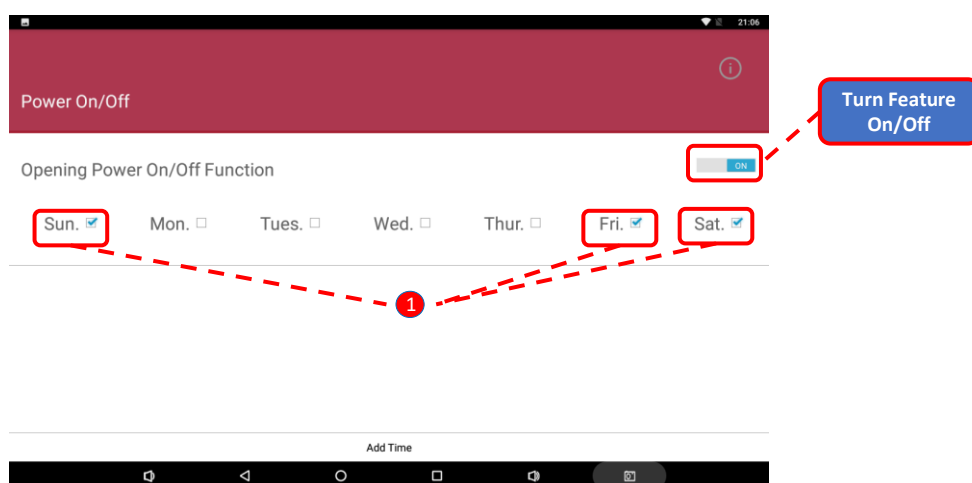 21:06
Power On/Off
Turn Feature
On/Off
Opening Power On/Off Function
ON
Sun. Mon. Tues. Wed. Thur. Fri. Sat.
1
Add Time